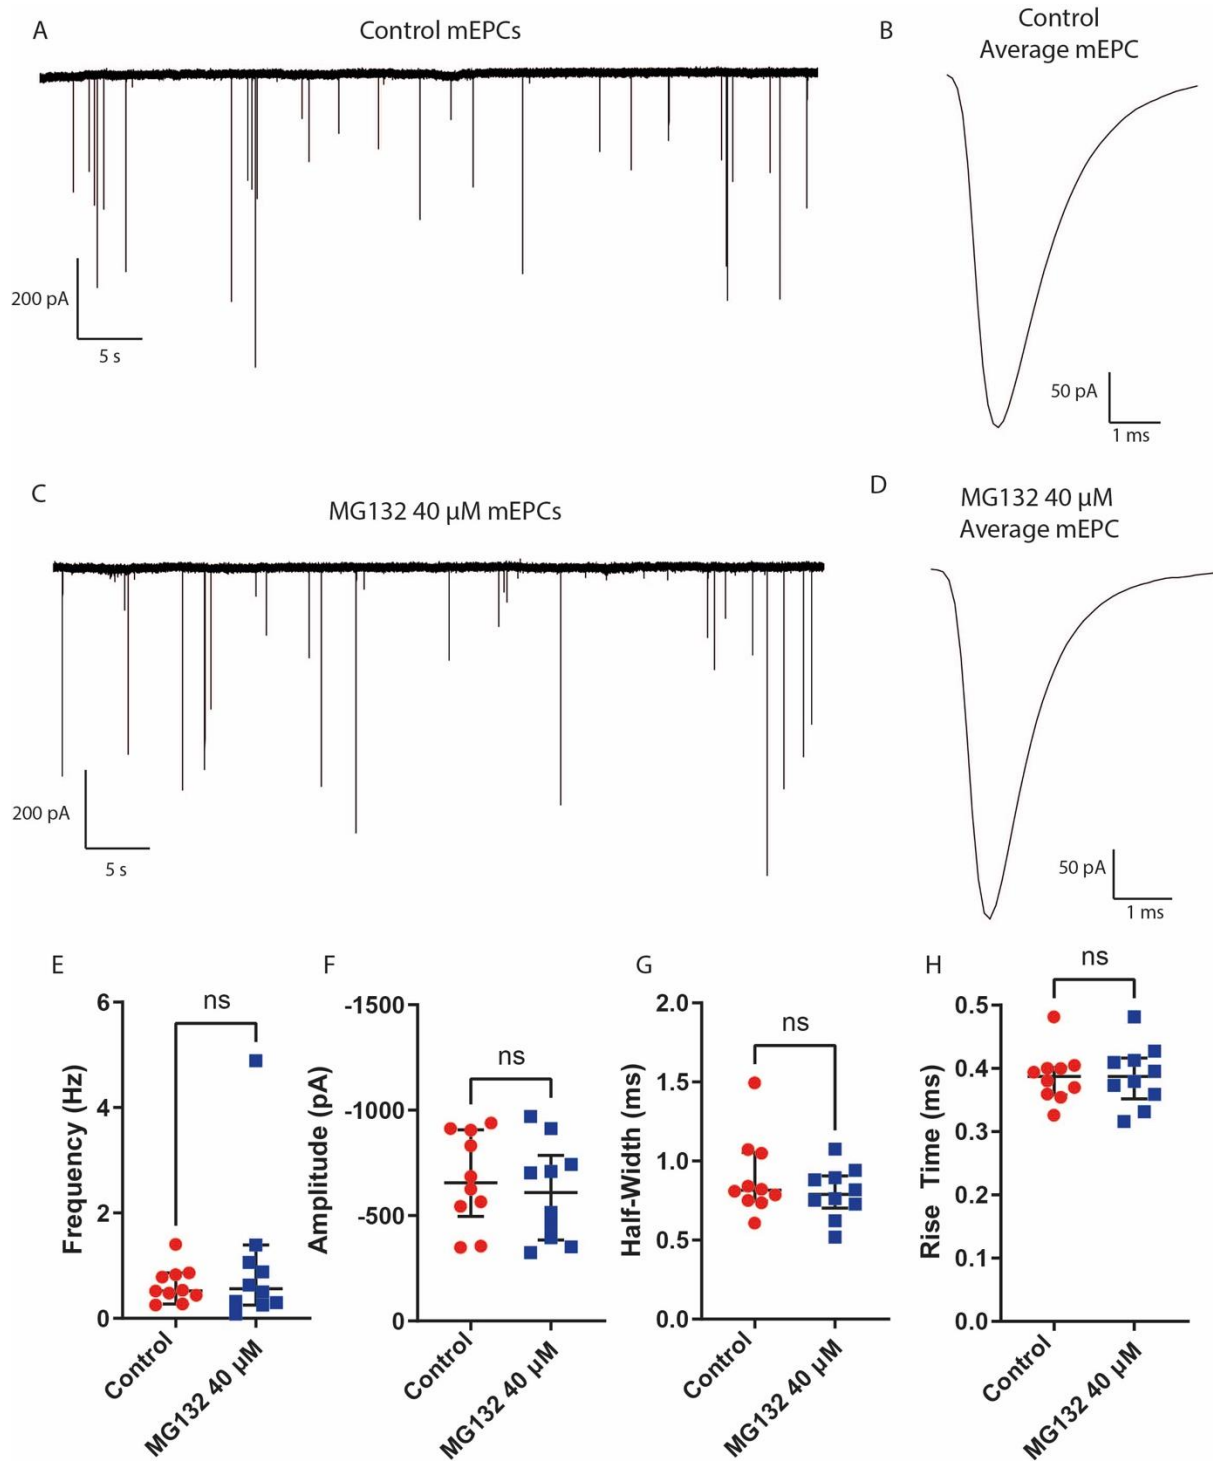 A
Control mEPCs
200 pA
5 s
B
Control
Average mEPC
50 pA
1 ms
C
MG132 40 μM mEPCs
200 pA
5 s
D
MG132 40 μM
Average mEPC
50 pA
1 ms
E
Frequency (Hz)
6
4
2
0
ns
Control
MG132 40 μM
F
Amplitude (pA)
-1500
-1000
-500
0
ns
Control
MG132 40 μM
G
Half-Width (ms)
2.0
1.5
1.0
0.5
0.0
ns
Control
MG132 40 μM
H
Rise Time (ms)
0.5
0.4
0.3
0.2
0.1
0.0
ns
Control
MG132 40 μM